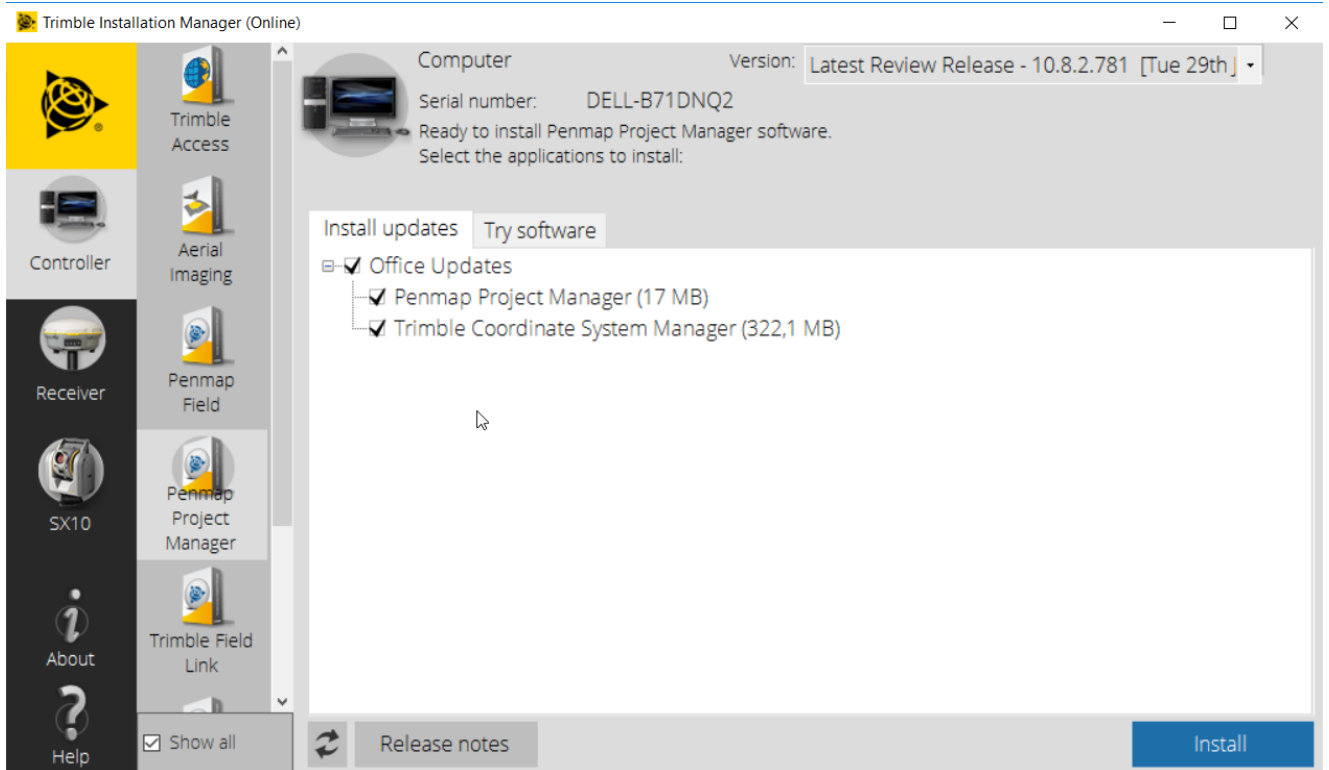 Trimble Installation Manager (Online)
Controller
Receiver
SX10
About
Help
Trimble
Access
Aerial
Imaging
Penmap
Field
Penmap
Project
Manager
Trimble Field
Link
Show all
Computer
Version: Latest Review Release - 10.8.2.781 [Tue 29th J
Serial number: DELL-B71DNQ2
Ready to install Penmap Project Manager software.
Select the applications to install:
Install updates Try software
Office Updates
Penmap Project Manager (17 MB)
Trimble Coordinate System Manager (322,1 MB)
Release notes
Install